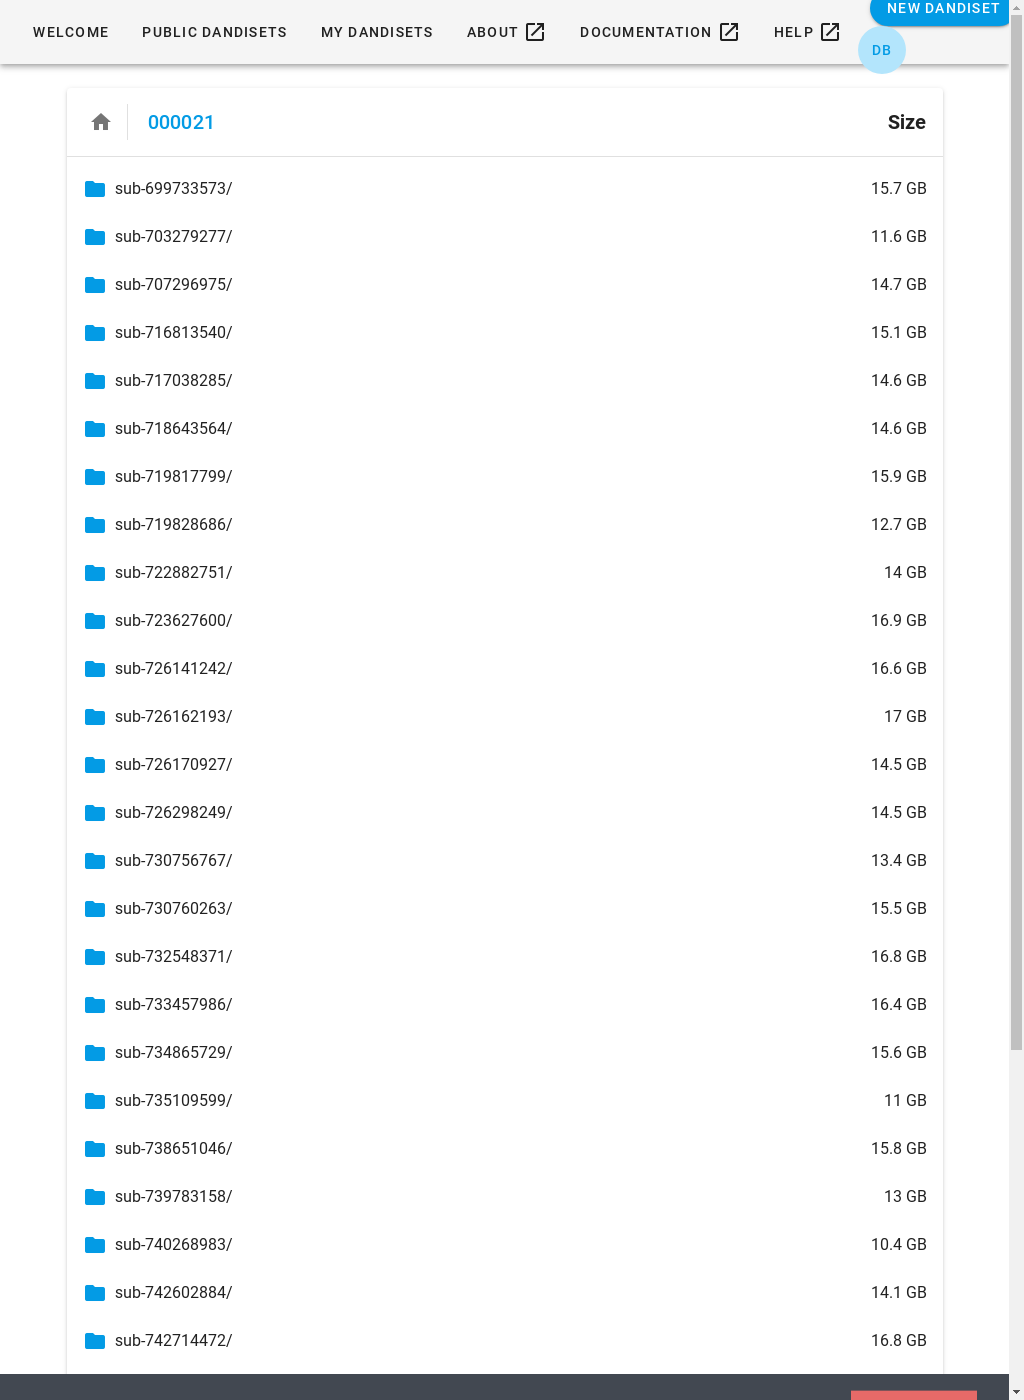 WELCOME PUBLIC DANDISETS MY DANDISETS ABOUT DOCUMENTATION HELP NEW DANDISET
DB
000021 Size
sub-699733573/ 15.7 GB
sub-703279277/ 11.6 GB
sub-707296975/ 14.7 GB
sub-716813540/ 15.1 GB
sub-717038285/ 14.6 GB
sub-718643564/ 14.6 GB
sub-719817799/ 15.9 GB
sub-719828686/ 12.7 GB
sub-722882751/ 14 GB
sub-723627600/ 16.9 GB
sub-726141242/ 16.6 GB
sub-726162193/ 17 GB
sub-726170927/ 14.5 GB
sub-726298249/ 14.5 GB
sub-730756767/ 13.4 GB
sub-730760263/ 15.5 GB
sub-732548371/ 16.8 GB
sub-733457986/ 16.4 GB
sub-734865729/ 15.6 GB
sub-735109599/ 11 GB
sub-738651046/ 15.8 GB
sub-739783158/ 13 GB
sub-740268983/ 10.4 GB
sub-742602884/ 14.1 GB
sub-742714472/ 16.8 GB